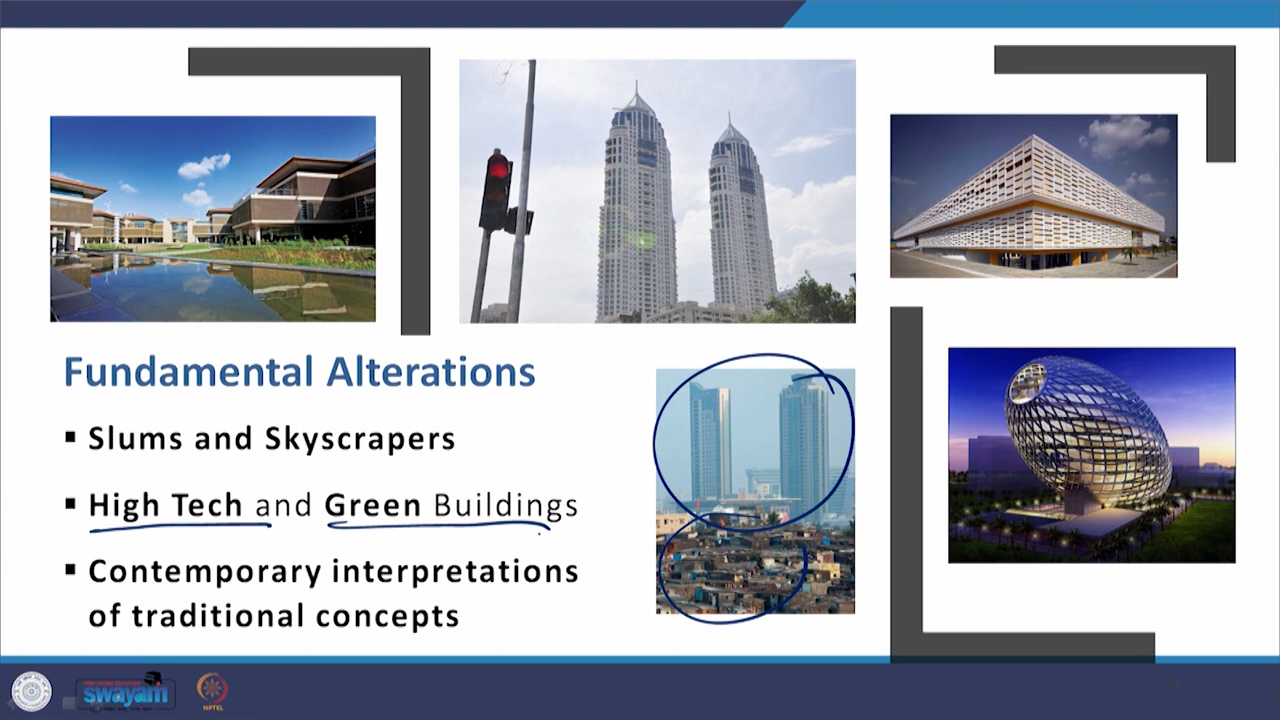 Fundamental Alterations
▪ Slums and Skyscrapers
▪ High Tech and Green Buildings
▪ Contemporary interpretations
of traditional concepts
swayam
NPTEL